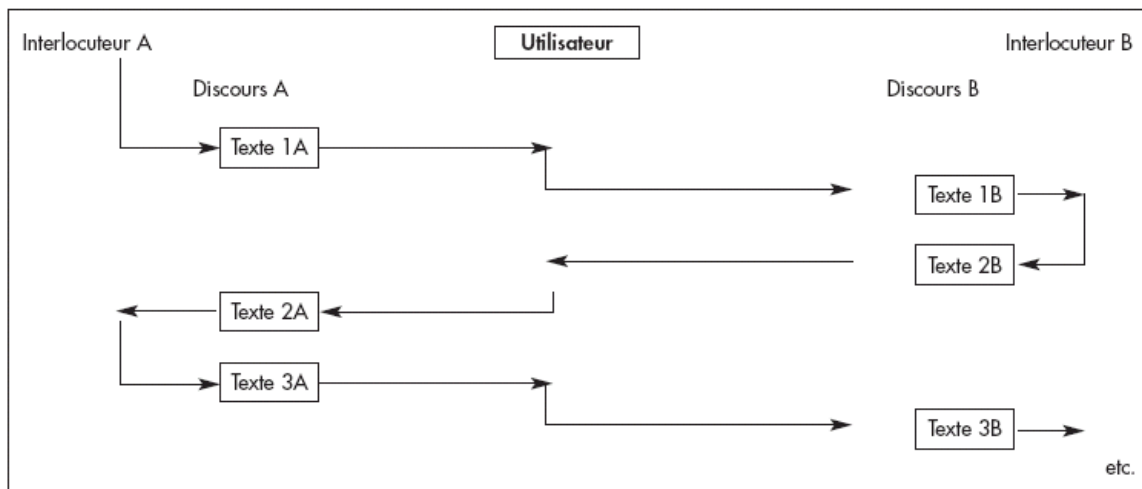 Interlocuteur A
Utilisateur
Interlocuteur B
Discours A
Discours B
Texte 1A
Texte 1B
Texte 2B
Texte 2A
Texte 3A
Texte 3B
etc.